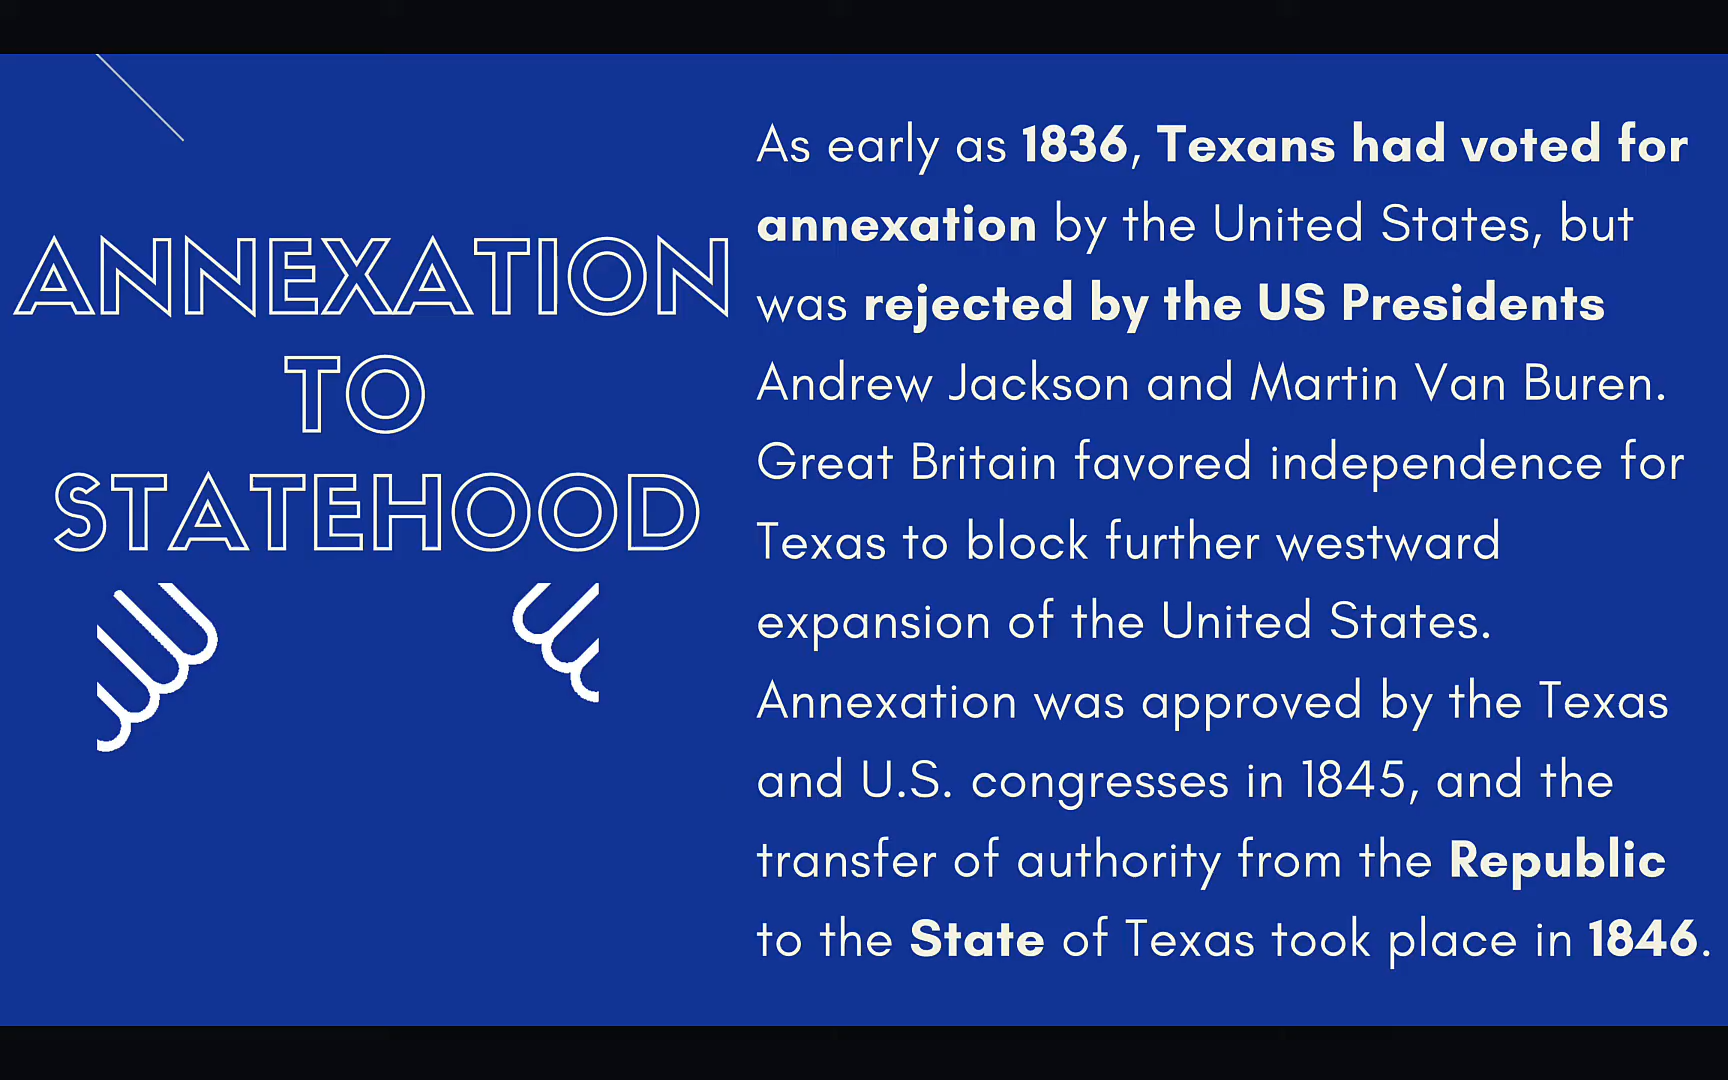 ANNEXATION
TO
STATEHOOD
As early as 1836, Texans had voted for
annexation by the United States, but
was rejected by the US Presidents
Andrew Jackson and Martin Van Buren.
Great Britain favored independence for
Texas to block further westward
expansion of the United States.
Annexation was approved by the Texas
and U.S. congresses in 1845, and the
transfer of authority from the Republic
to the State of Texas took place in 1846.